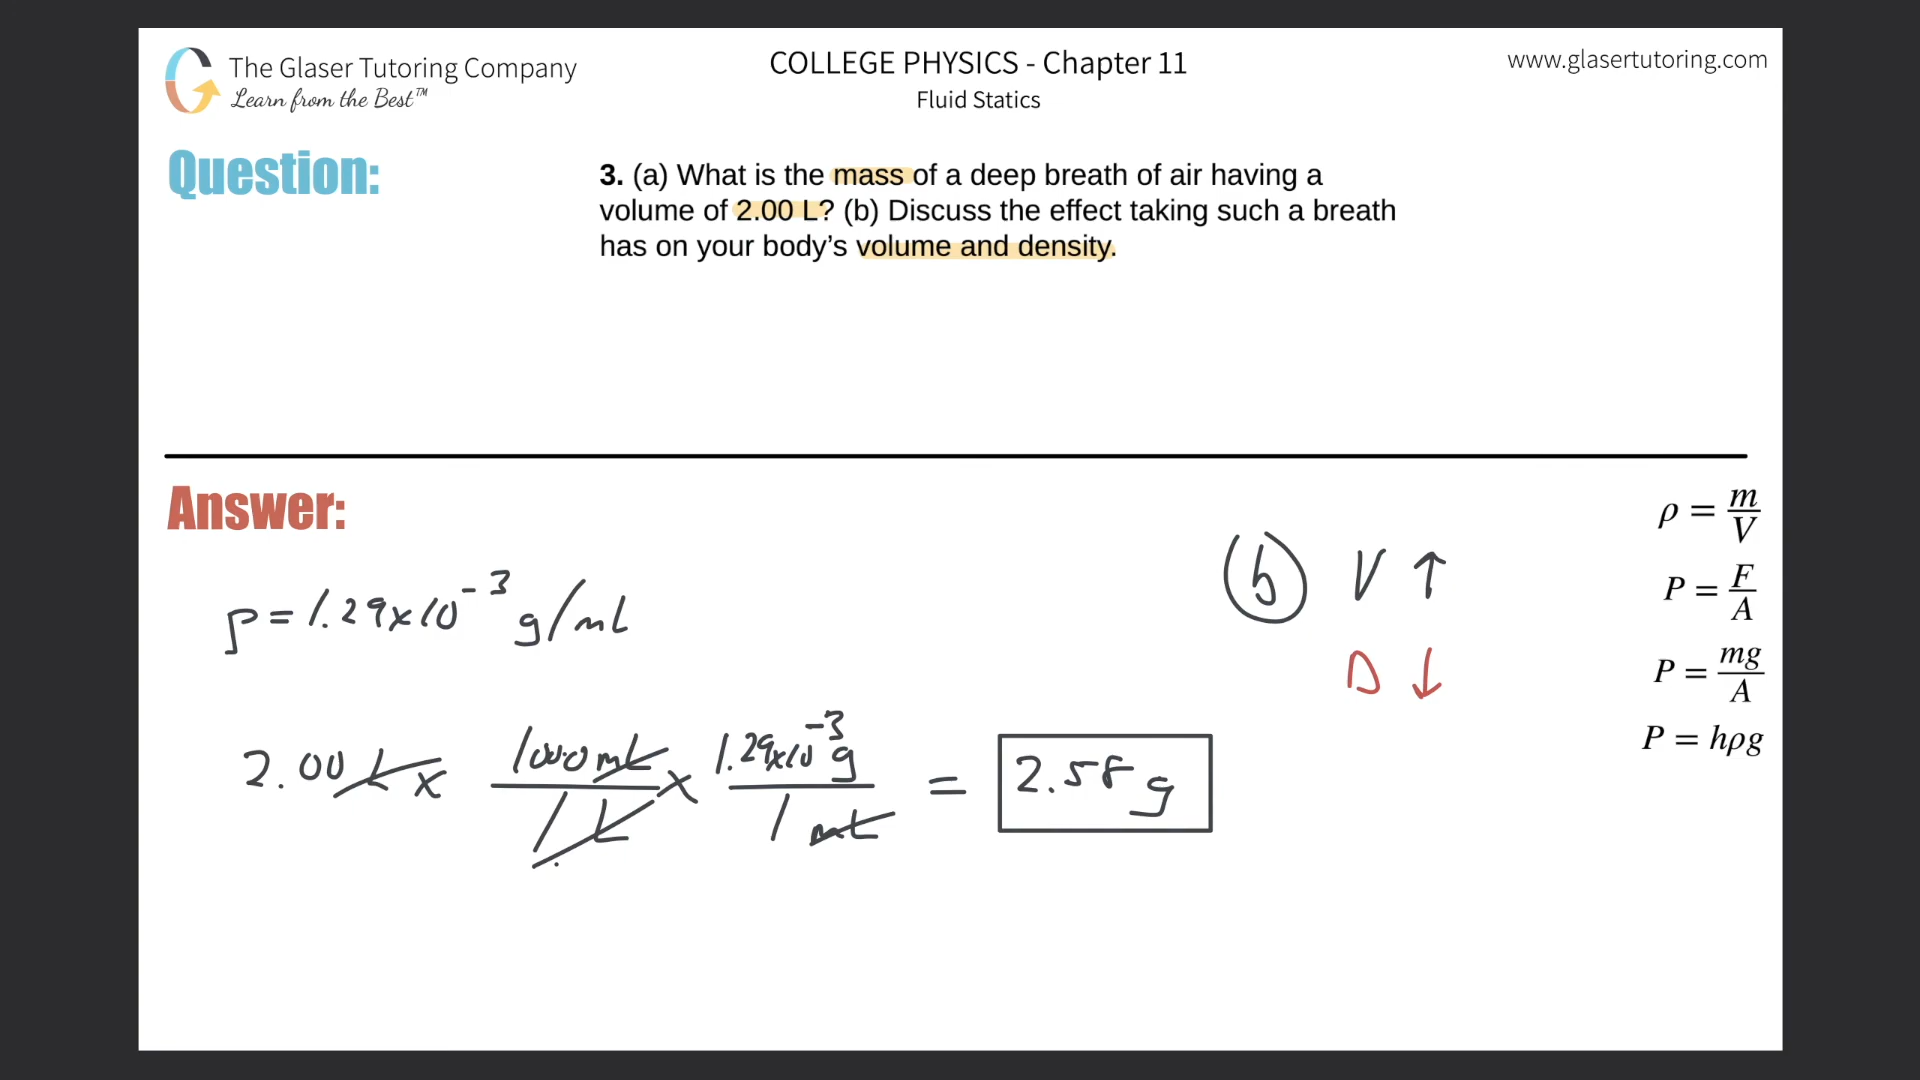 The Glaser Tutoring Company
Learn from the Best™
COLLEGE PHYSICS - Chapter 11
Fluid Statics
www.glasertutoring.com
Question:
3. (a) What is the mass of a deep breath of air having a
volume of 2.00 L? (b) Discuss the effect taking such a breath
has on your body’s volume and density.
Answer:
ρ = 1.29 x 10⁻³ g/mL
2.00 L x 1000 mL / 1 L x 1.29x10⁻³ g / 1 mL = 2.58 g
(b) V ↑
D ↓
ρ = m/V
P = F/A
P = mg/A
P = hρg